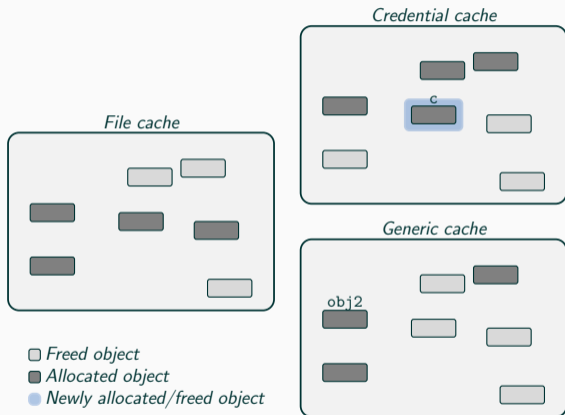 Credential cache
c
File cache
Generic cache
obj2
Freed object
Allocated object
Newly allocated/freed object